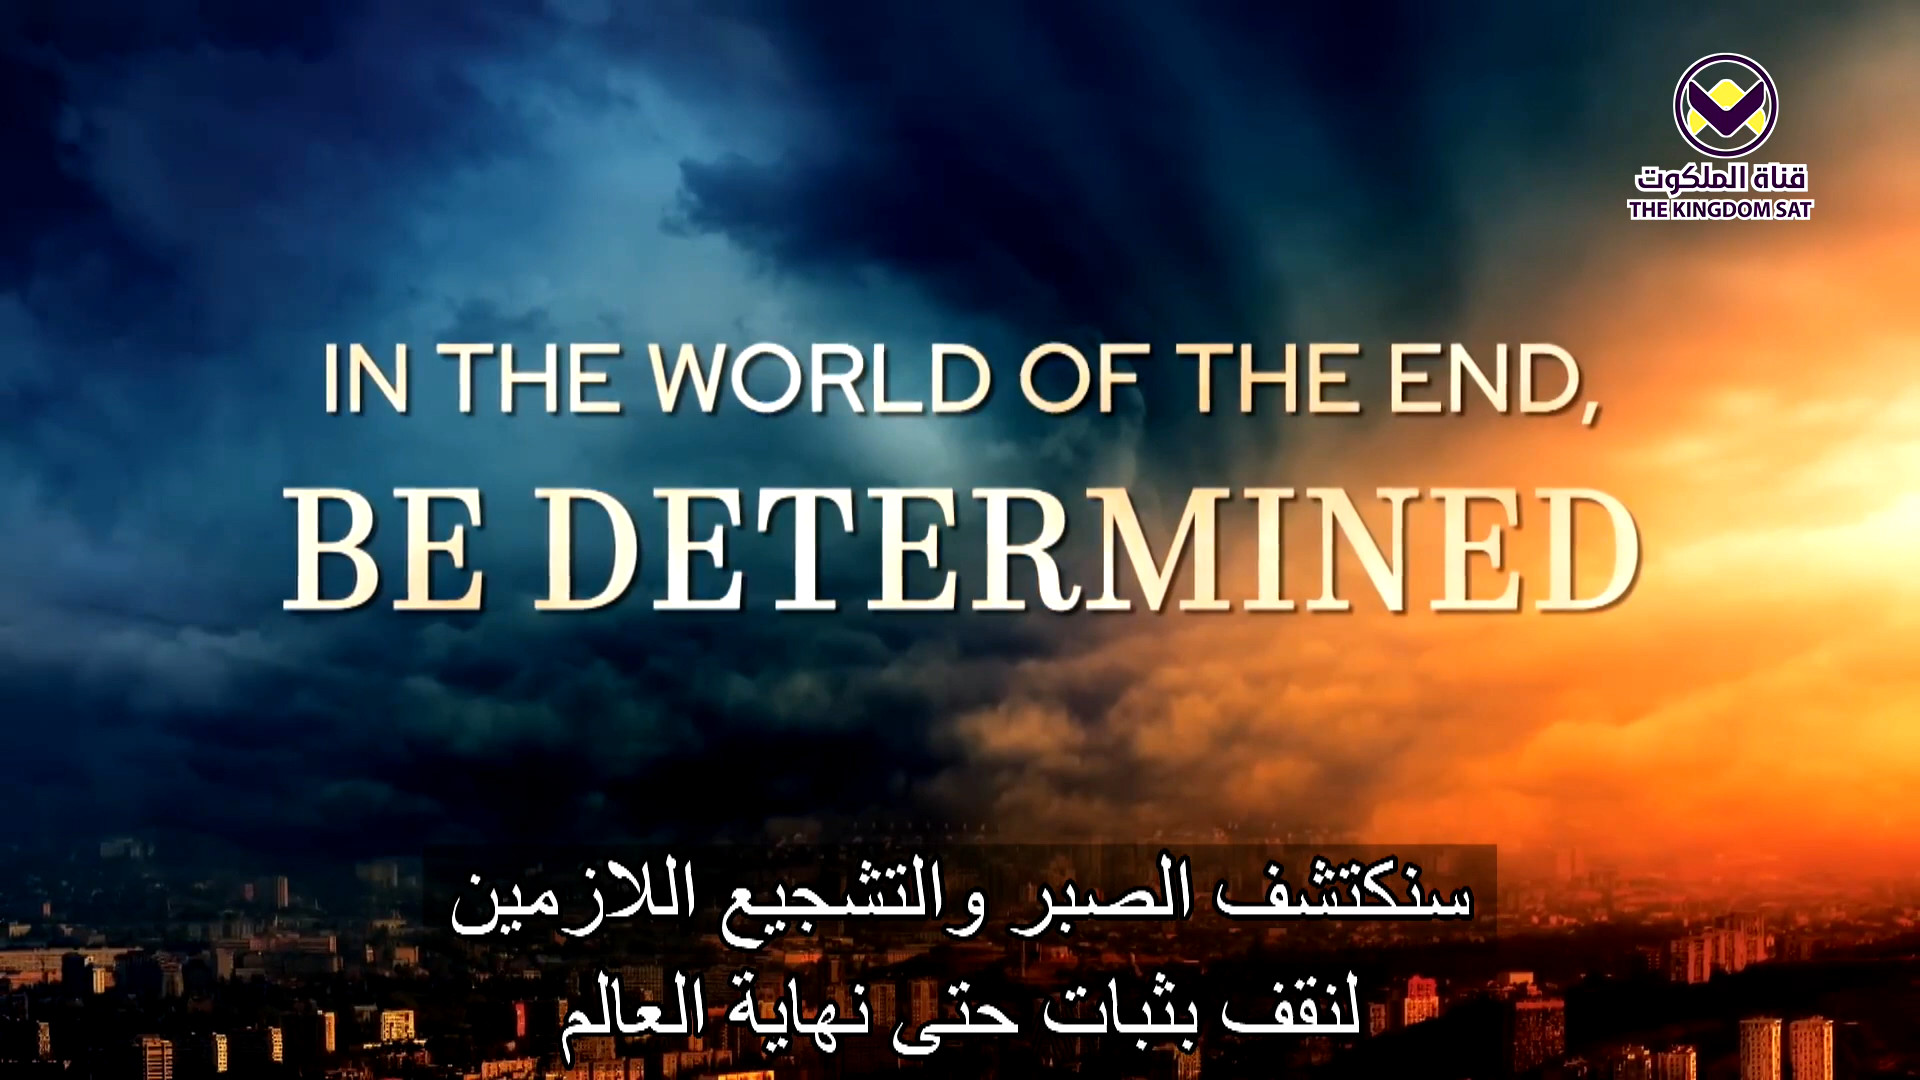 قناة الملكوت
THE KINGDOM SAT
IN THE WORLD OF THE END,
BE DETERMINED
سنكتشف الصبر والتشجيع اللازمين
لنقف بثبات حتى نهاية العالم